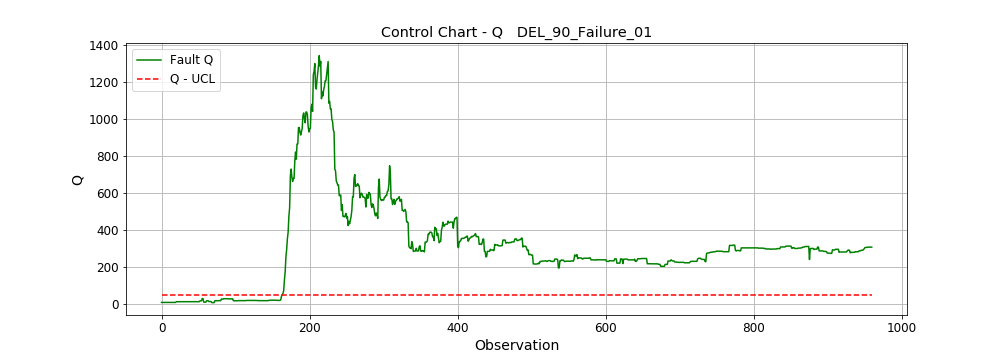 Control Chart - Q   DEL_90_Failure_01
Fault Q
Q - UCL
1400
1200
1000
800
600
400
200
0
Q
0 200 400 600 800 1000
Observation